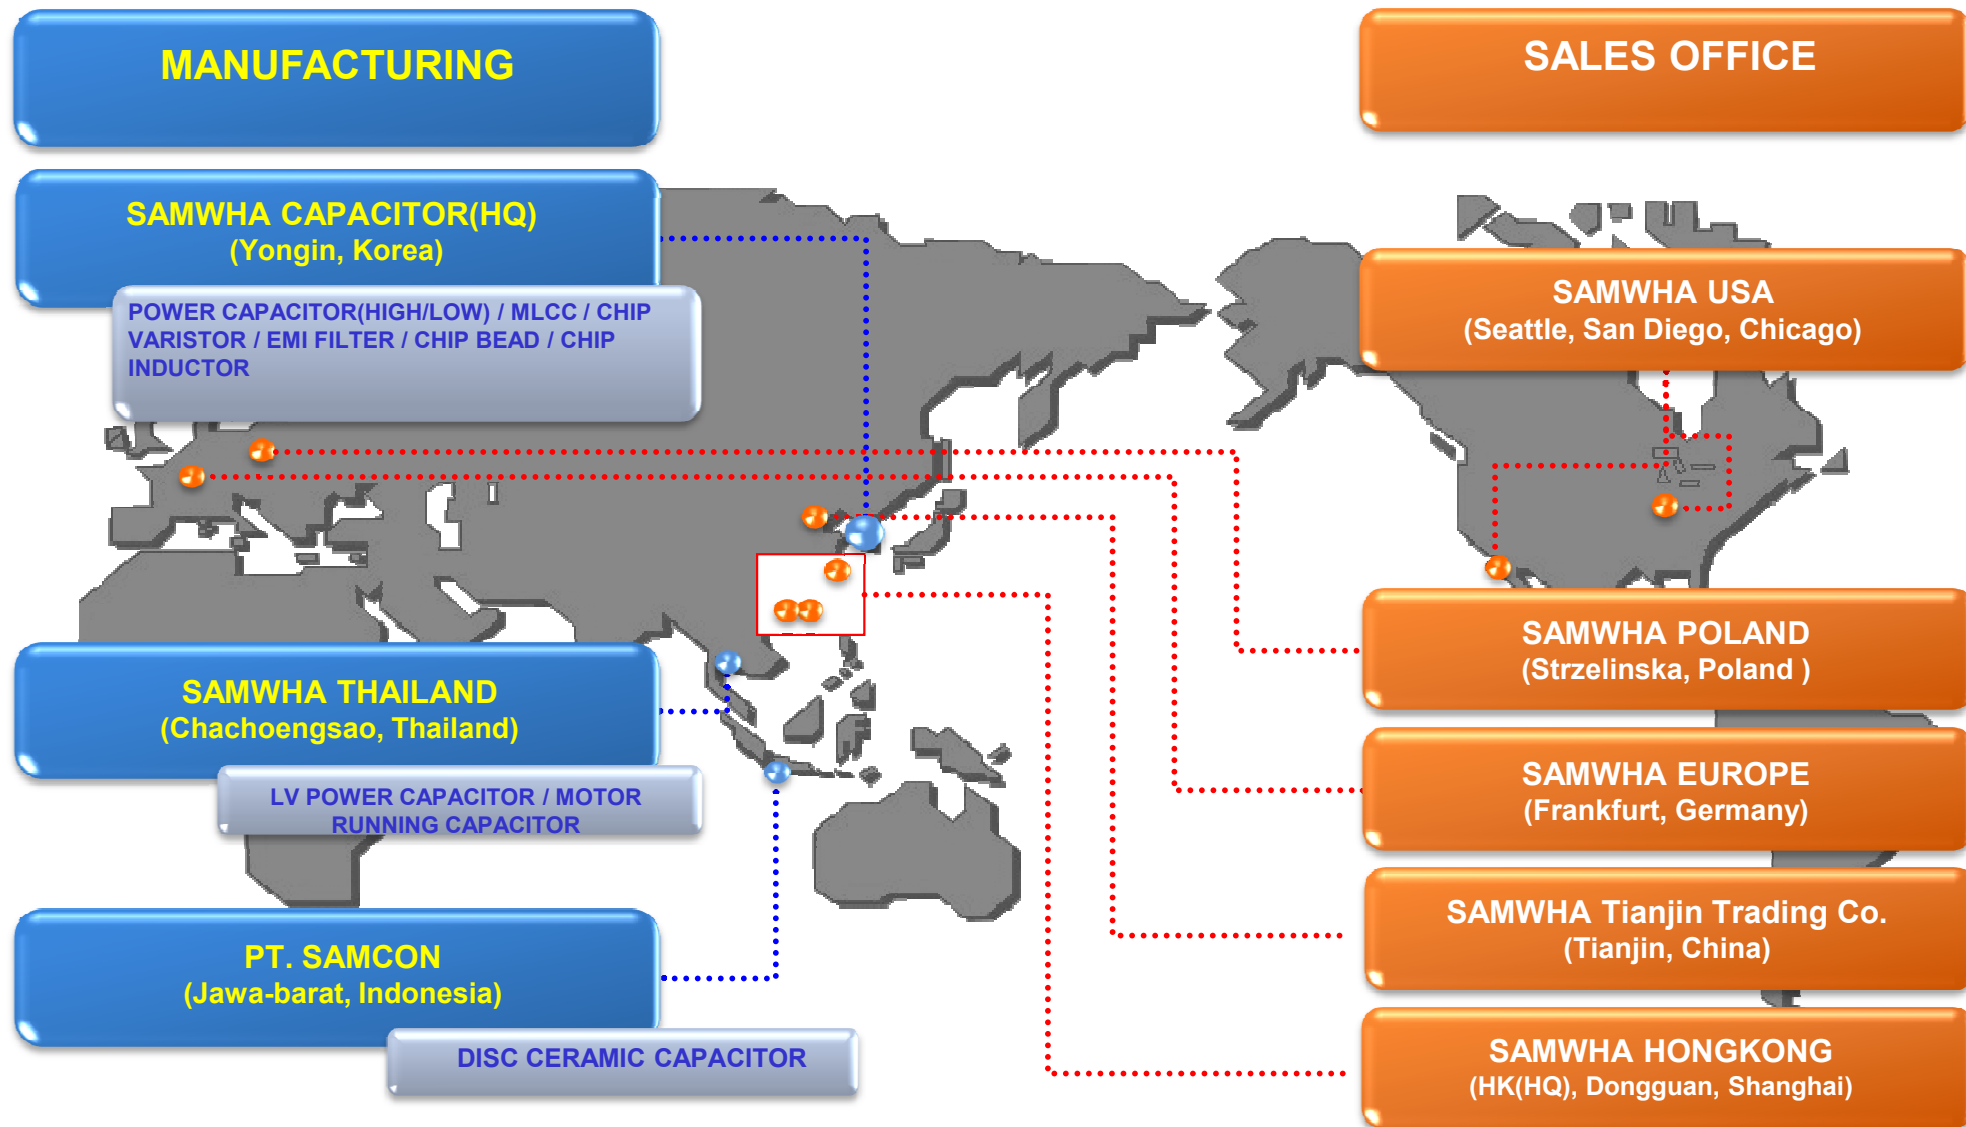 MANUFACTURING
SAMWHA CAPACITOR(HQ)
(Yongin, Korea)
POWER CAPACITOR(HIGH/LOW) / MLCC / CHIP
VARISTOR / EMI FILTER / CHIP BEAD / CHIP
INDUCTOR
SAMWHA THAILAND
(Chachoengsao, Thailand)
LV POWER CAPACITOR / MOTOR
RUNNING CAPACITOR
PT. SAMCON
(Jawa-barat, Indonesia)
DISC CERAMIC CAPACITOR
SALES OFFICE
SAMWHA USA
(Seattle, San Diego, Chicago)
SAMWHA POLAND
(Strzelinska, Poland )
SAMWHA EUROPE
(Frankfurt, Germany)
SAMWHA Tianjin Trading Co.
(Tianjin, China)
SAMWHA HONGKONG
(HK(HQ), Dongguan, Shanghai)